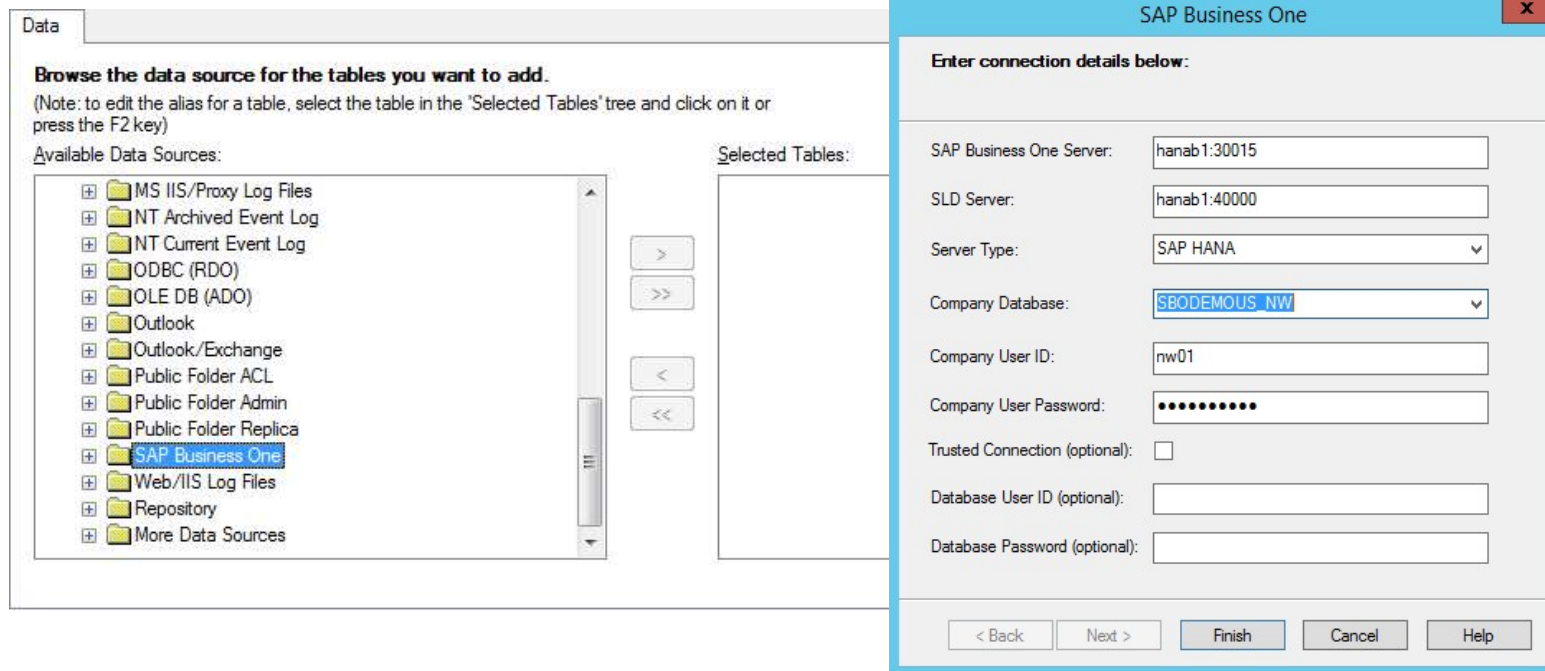 Data
Browse the data source for the tables you want to add.
(Note: to edit the alias for a table, select the table in the 'Selected Tables' tree and click on it or
press the F2 key)
Available Data Sources:
Selected Tables:
MS IIS/Proxy Log Files
NT Archived Event Log
NT Current Event Log
ODBC (RDO)
OLE DB (ADO)
Outlook
Outlook/Exchange
Public Folder ACL
Public Folder Admin
Public Folder Replica
SAP Business One
Web/IIS Log Files
Repository
More Data Sources
>
>>
<
<<
SAP Business One
x
Enter connection details below:
SAP Business One Server: hanab1:30015
SLD Server: hanab1:40000
Server Type: SAP HANA
Company Database: SBODEMOUS_NW
Company User ID: nw01
Company User Password: ●●●●●●●●●●
Trusted Connection (optional):
Database User ID (optional):
Database Password (optional):
< Back Next > Finish Cancel Help